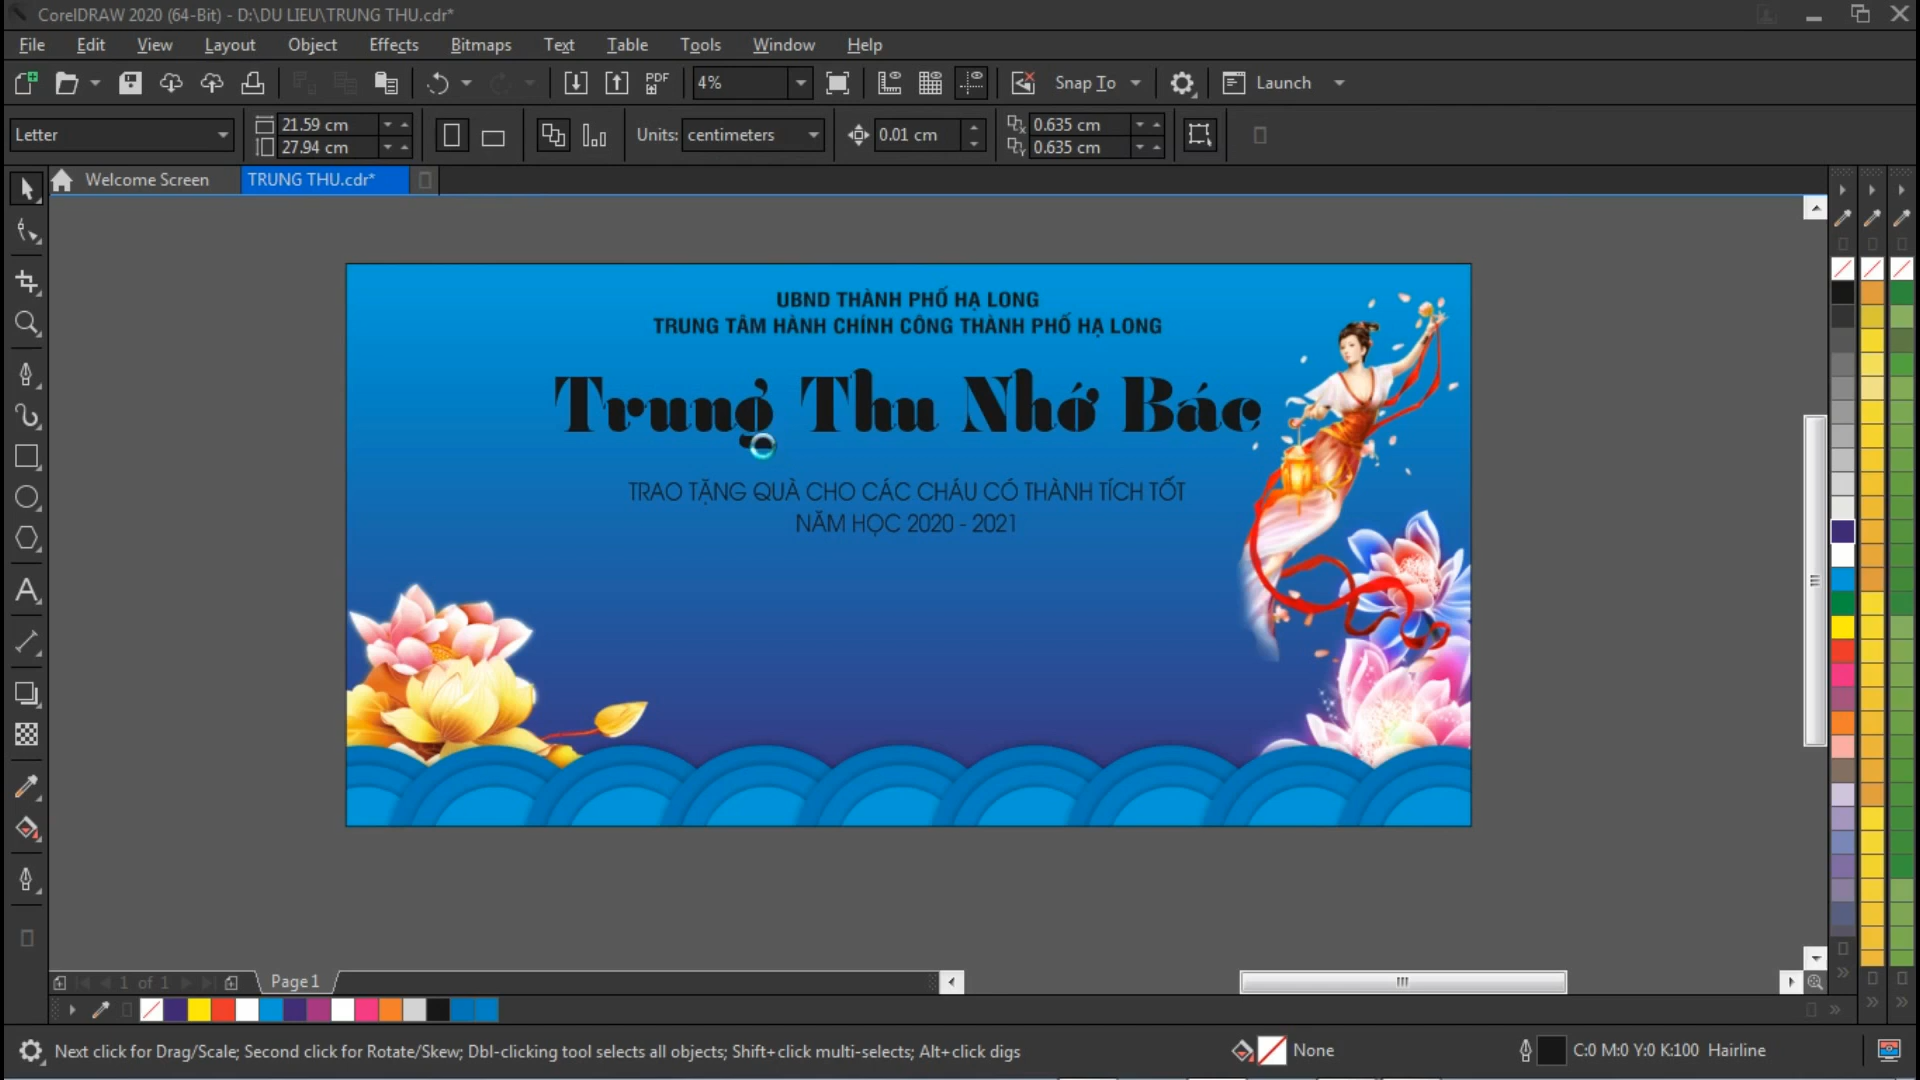 CorelDRAW 2020 (64-Bit) - D:\DU LIEU\TRUNG THU.cdr*
File Edit View Layout Object Effects Bitmaps Text Table Tools Window Help
PDF 4% Snap To Launch
Letter 21.59 cm 27.94 cm Units: centimeters 0.01 cm 0.635 cm 0.635 cm
Welcome Screen TRUNG THU.cdr*
UBND THÀNH PHỐ HẠ LONG
TRUNG TÂM HÀNH CHÍNH CÔNG THÀNH PHỐ HẠ LONG
Trung Thu Nhớ Bác
TRAO TẶNG QUÀ CHO CÁC CHÁU CÓ THÀNH TÍCH TỐT
NĂM HỌC 2020 - 2021
1 of 1 Page1
Next click for Drag/Scale; Second click for Rotate/Skew; Dbl-clicking tool selects all objects; Shift+click multi-selects; Alt+click digs None C:0 M:0 Y:0 K:100 Hairline